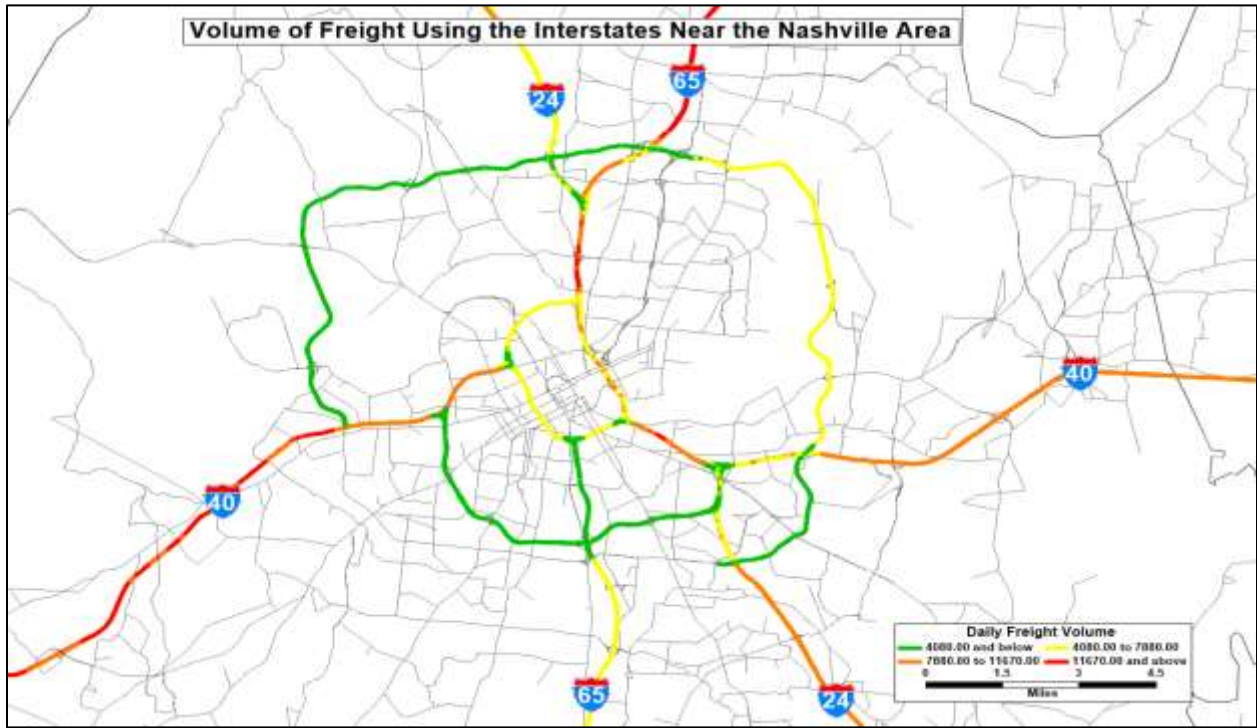 Volume of Freight Using the Interstates Near the Nashville Area
24
65
40
40
65
24
Daily Freight Volume
4080.00 and below 4080.00 to 7880.00
7880.00 to 11670.00 11670.00 and above
0 1.5 3 4.5
Miles